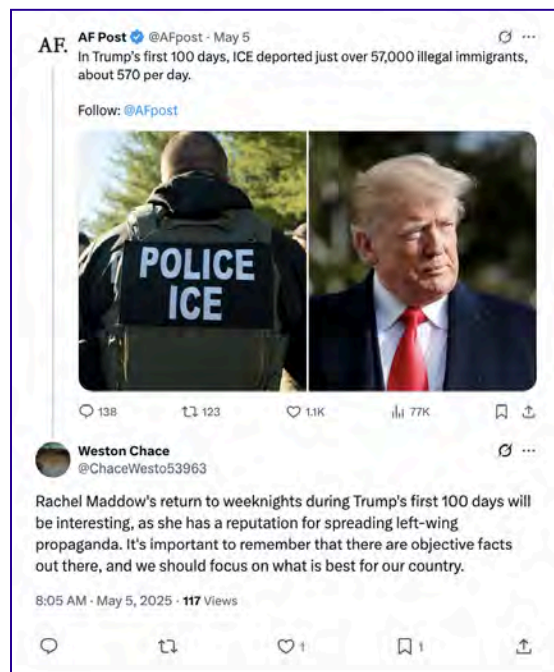 AF.
AF Post @AFpost · May 5
In Trump's first 100 days, ICE deported just over 57,000 illegal immigrants,
about 570 per day.
Follow: @AFpost
POLICE
ICE
138 123 1.1K 77K
Weston Chace
@ChaceWesto53963
Rachel Maddow's return to weeknights during Trump's first 100 days will
be interesting, as she has a reputation for spreading left-wing
propaganda. It's important to remember that there are objective facts
out there, and we should focus on what is best for our country.
8:05 AM · May 5, 2025 · 117 Views
1 1